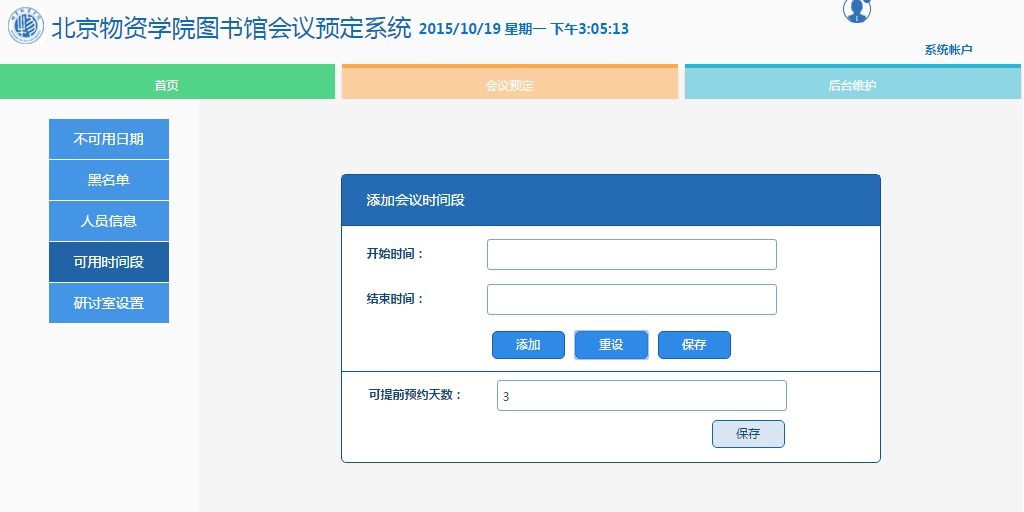 北京物资学院图书馆会议预定系统 2015/10/19 星期一 下午3:05:13
系统帐户
首页 会议预定 后台维护
不可用日期
黑名单
人员信息
可用时间段
研讨室设置
添加会议时间段
开始时间：
结束时间：
添加 重设 保存
可提前预约天数： 3
保存